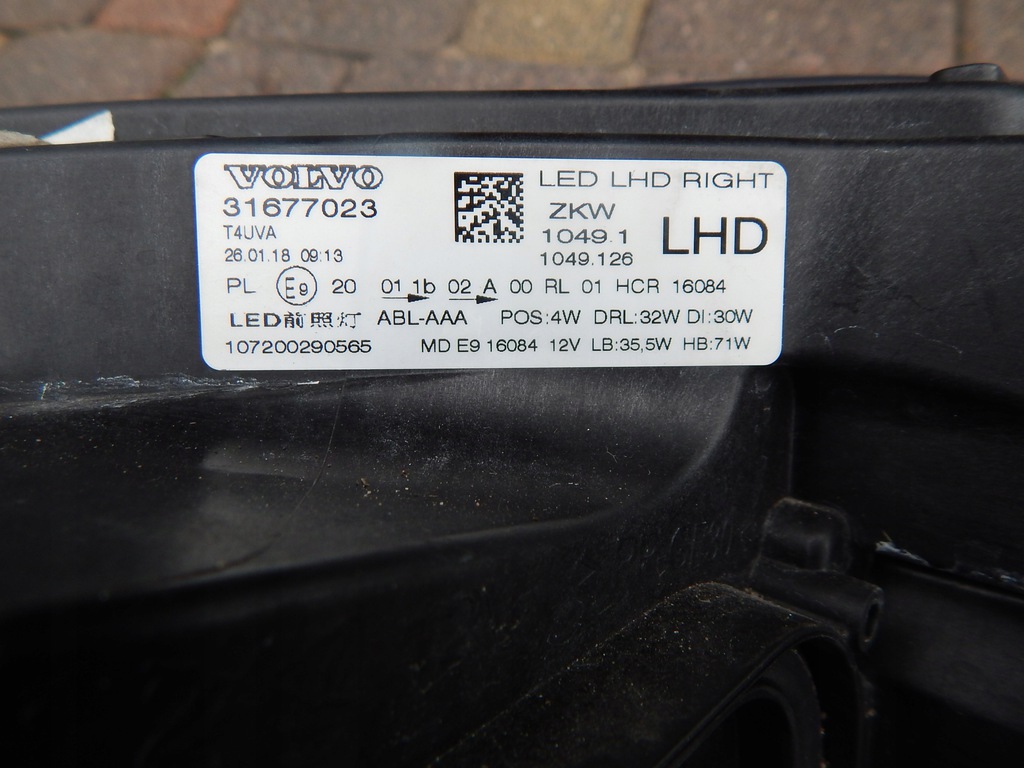 VOLVO
31677023
T4UVA
26.01.18 09:13
LED LHD RIGHT
ZKW
1049.1
1049.126
LHD
PL E9 20 01 1b 02 A 00 RL 01 HCR 16084
LED前照灯 ABL-AAA POS:4W DRL:32W DI:30W
107200290565 MD E9 16084 12V LB:35,5W HB:71W